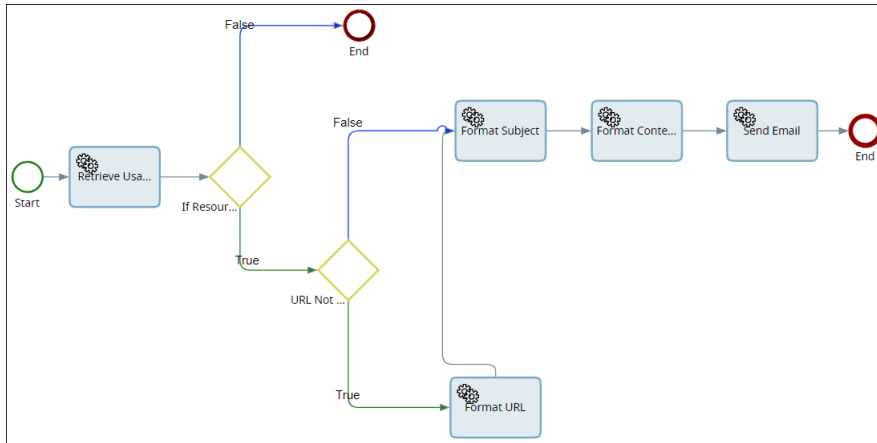 False
End
False
Format Subject
Format Conte...
Send Email
End
Retrieve Usa...
Start
If Resour...
True
URL Not ...
True
Format URL